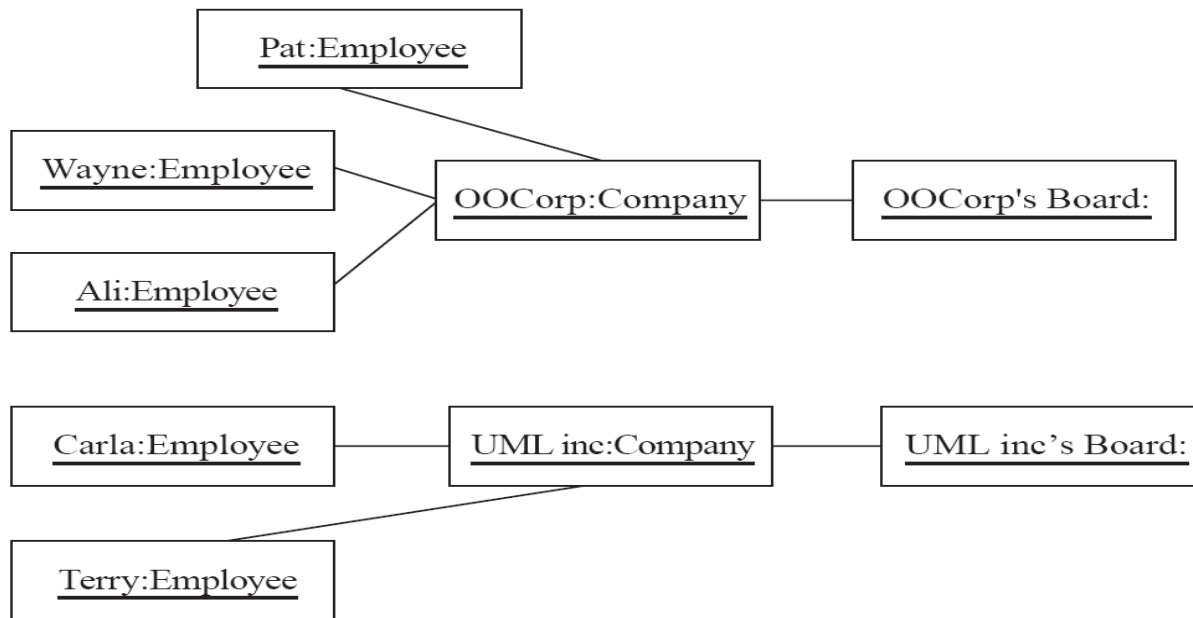 Pat:Employee
Wayne:Employee
OOCorp:Company
OOCorp's Board:
Ali:Employee
Carla:Employee
UML inc:Company
UML inc’s Board:
Terry:Employee